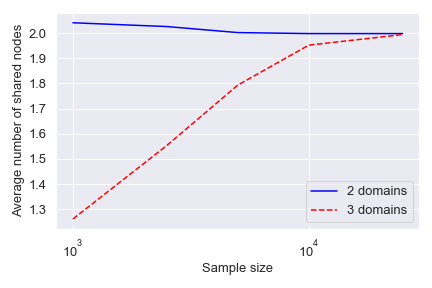 Average number of shared nodes
2.0
1.9
1.8
1.7
1.6
1.5
1.4
1.3
10³ 10⁴
Sample size
2 domains
3 domains